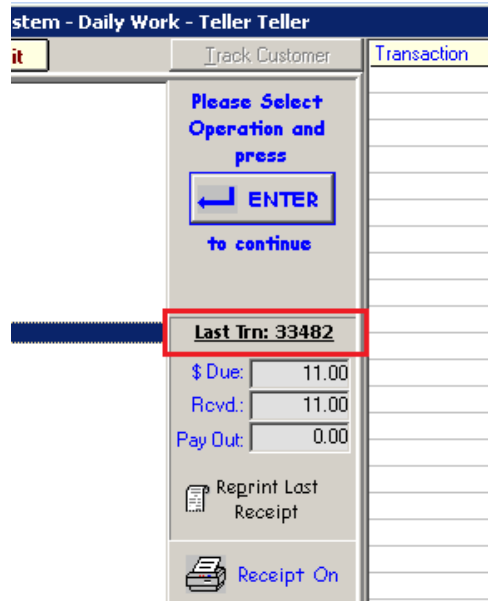 stem - Daily Work - Teller Teller
it
Track Customer
Transaction
Please Select
Operation and
press
ENTER
to continue
Last Trn: 33482
$ Due: 11.00
Rcvd.: 11.00
Pay Out: 0.00
Reprint Last
Receipt
Receipt On